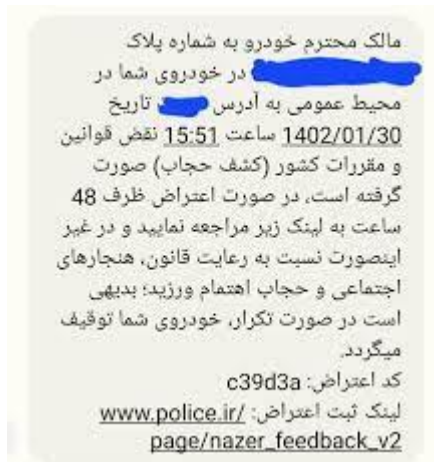 مالک محترم خودرو به شماره پلاک
در خودروی شما در
محیط عمومی به آدرس تاریخ
1402/01/30 ساعت 15:51 نقض قوانین
و مقررات کشور (کشف حجاب) صورت
گرفته است، در صورت اعتراض ظرف 48
ساعت به لینک زیر مراجعه نمایید و در غیر
اینصورت نسبت به رعایت قانون، هنجارهای
اجتماعی و حجاب اهتمام ورزید؛ بدیهی
است در صورت تکرار، خودروی شما توقیف
میگردد.
کد اعتراض: c39d3a
لینک ثبت اعتراض: www.police.ir/
page/nazer_feedback_v2